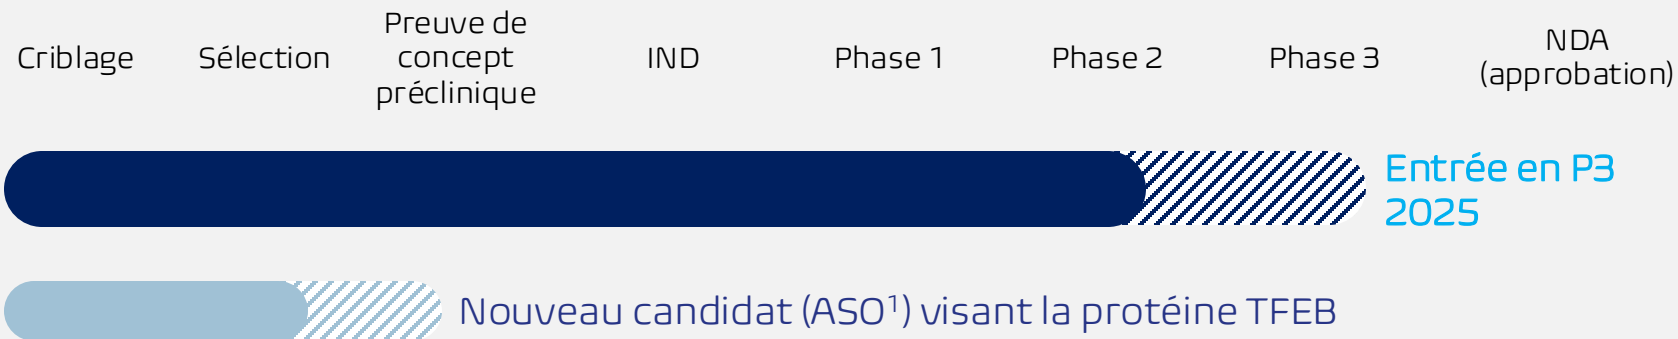 Criblage
Sélection
Preuve de
concept
préclinique
IND
Phase 1
Phase 2
Phase 3
NDA
(approbation)
Entrée en P3
2025
Nouveau candidat (ASO¹) visant la protéine TFEB